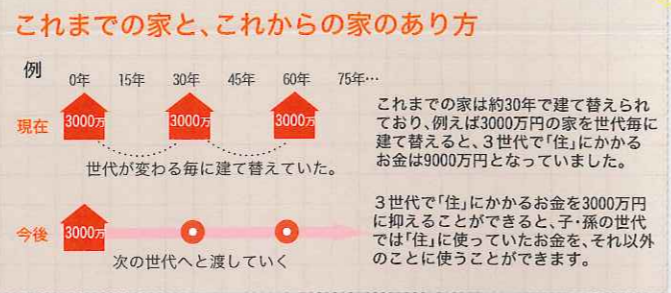 これまでの家と、これからの家のあり方
例
0年 15年 30年 45年 60年 75年…
現在
3000万 3000万 3000万
世代が変わる毎に建て替えていた。
これまでの家は約30年で建て替えられ
ており、例えば3000万円の家を世代毎に
建て替えると、3世代で「住」にかかる
お金は9000万円となっていました。
今後
3000万
次の世代へと渡していく
3世代で「住」にかかるお金を3000万円
に抑えることができると、子・孫の世代
では「住」に使っていたお金を、それ以外
のことに使うことができます。